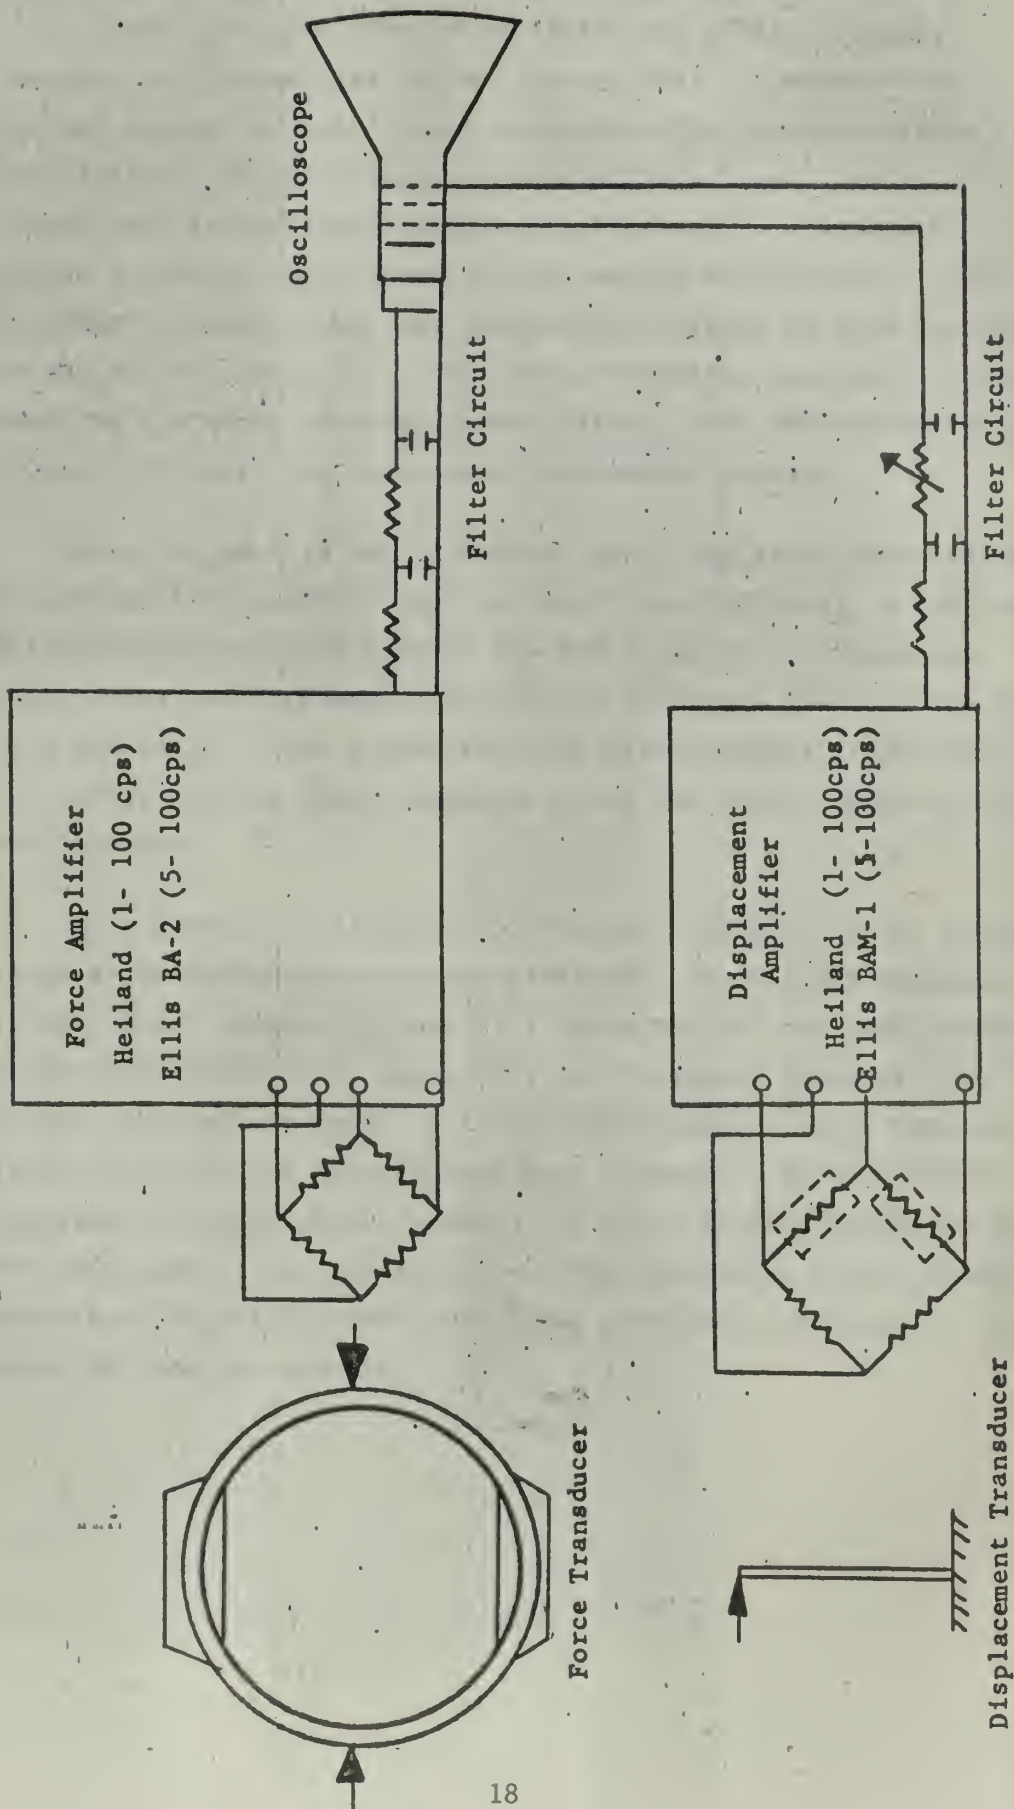 Oscilloscope
Filter Circuit
Force Amplifier
Heiland (1- 100 cps)
Ellis BA-2 (5- 100cps)
Force Transducer
Filter Circuit
Displacement
Amplifier
Heiland (1- 100cps)
Ellis BAM-1 (5-100cps)
Displacement Transducer
18